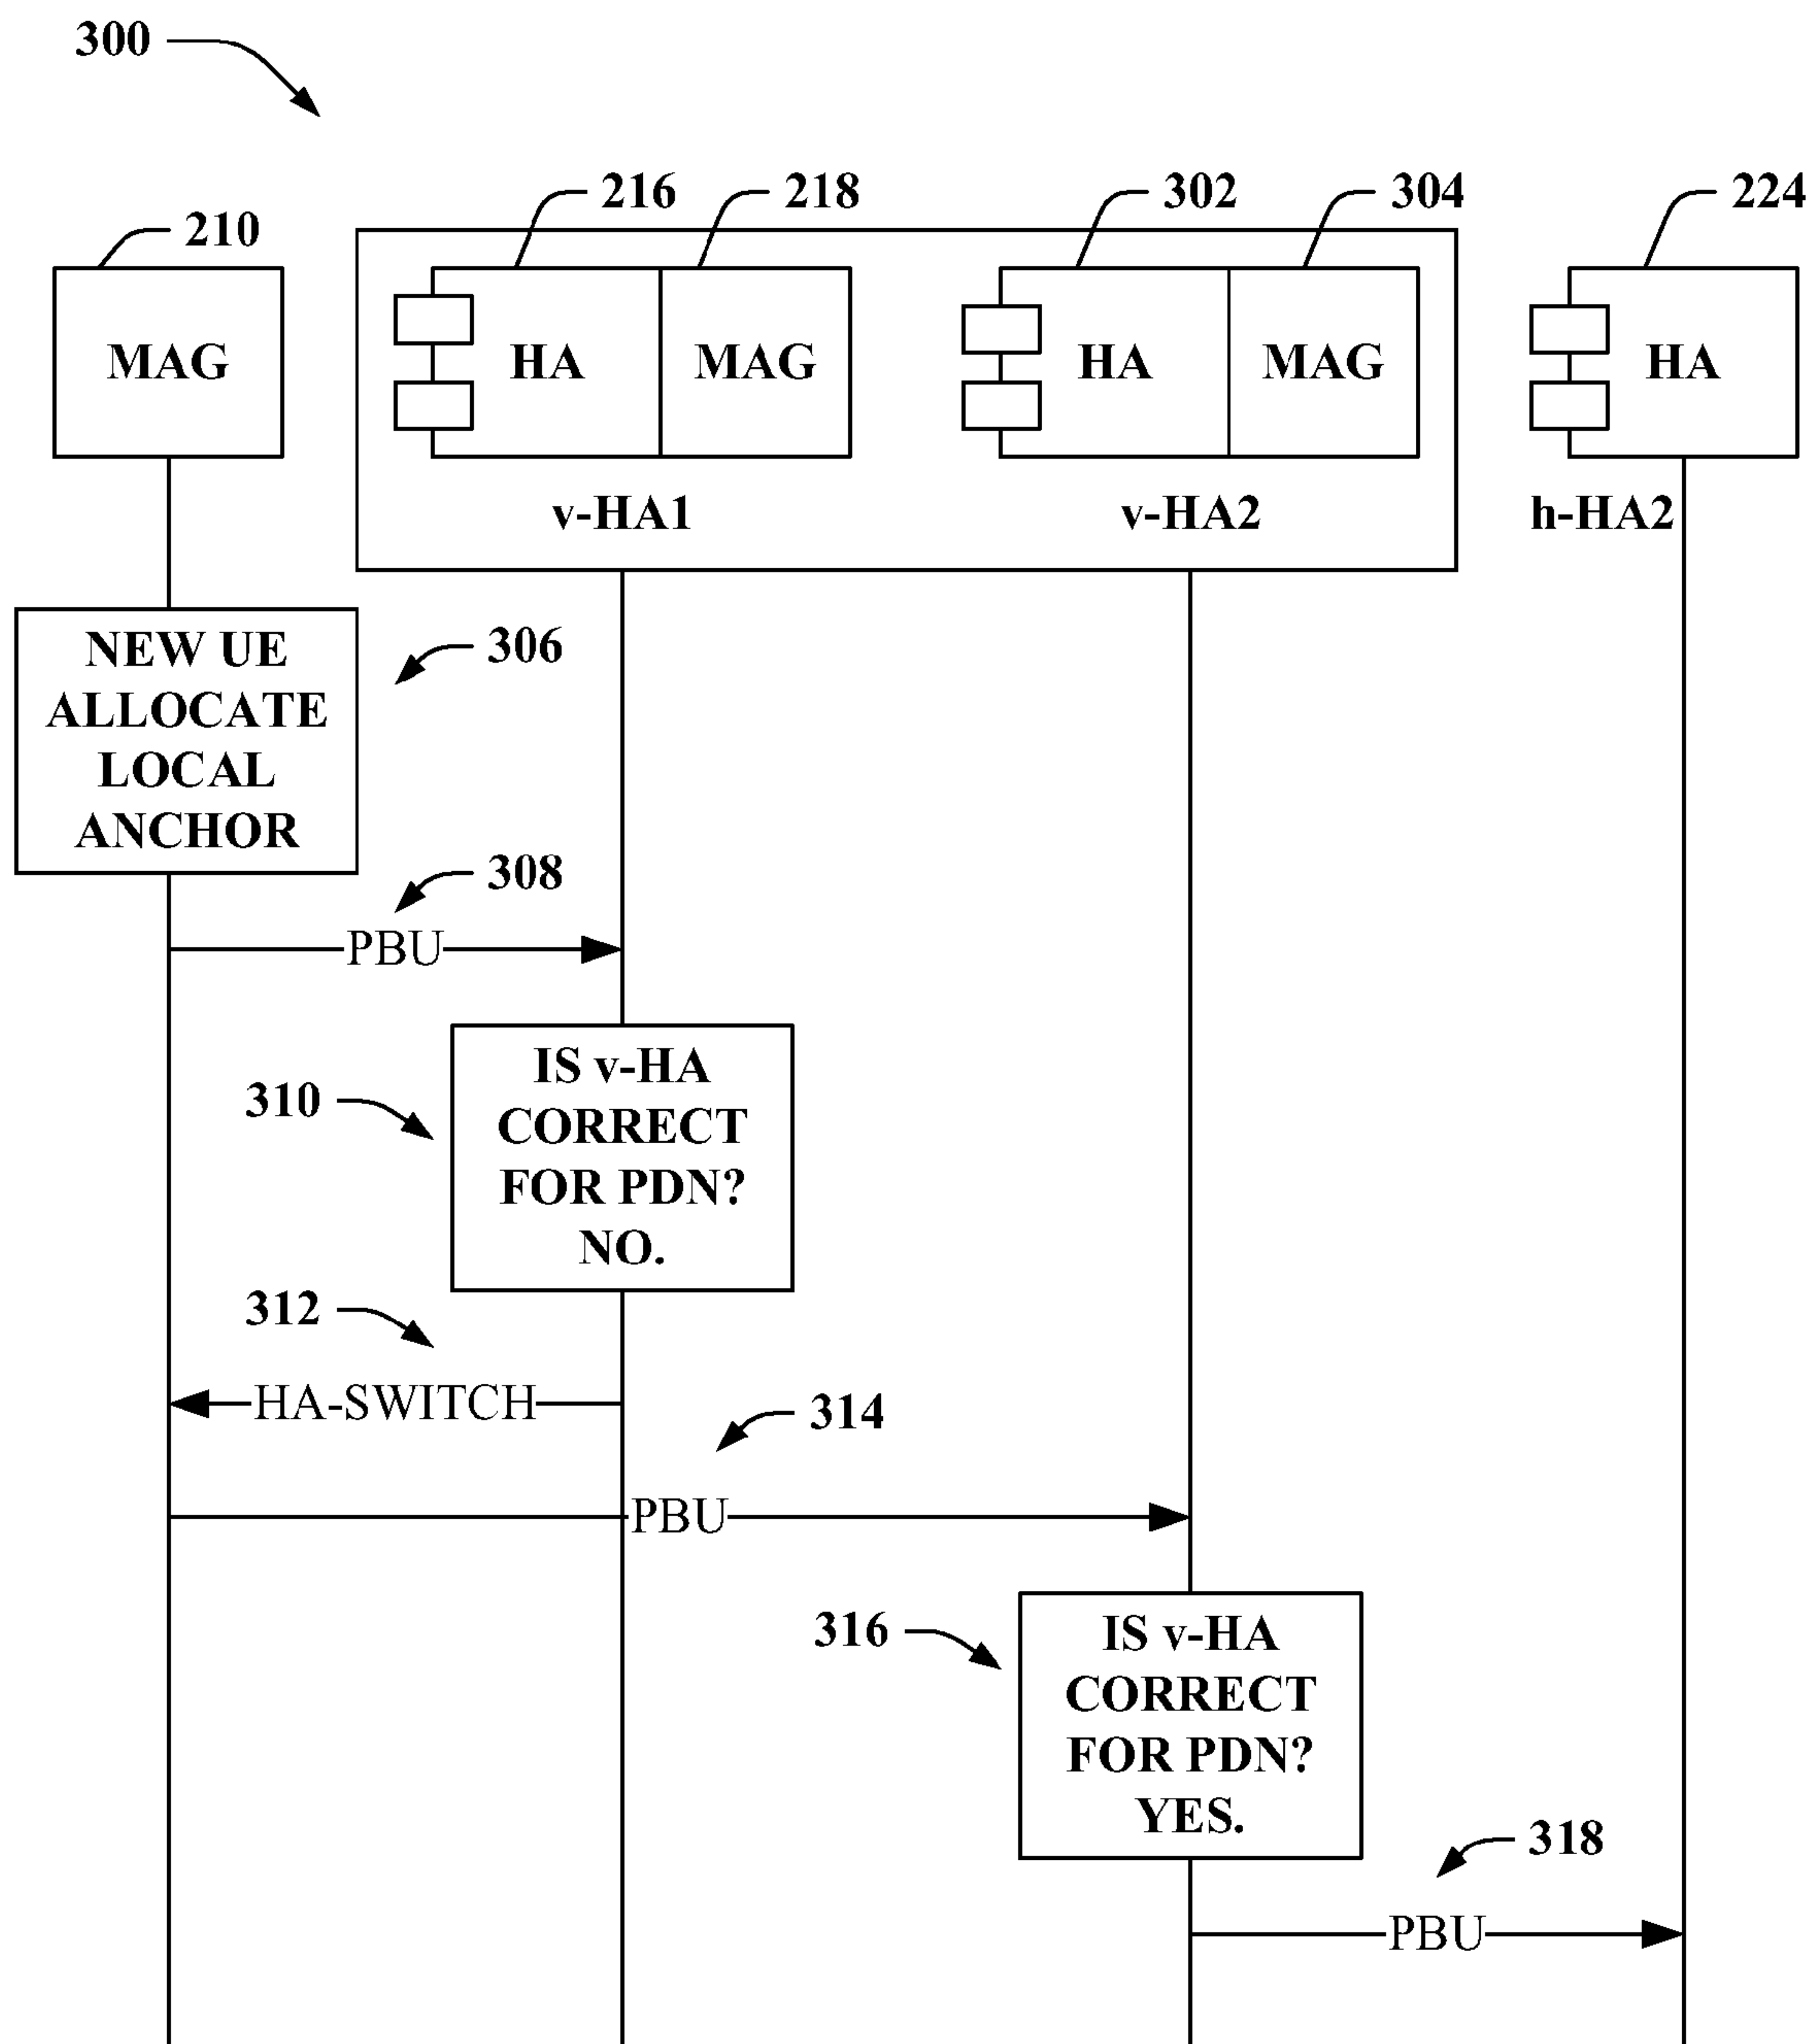 300
216
218
302
304
224
210
MAG
HA
MAG
HA
MAG
HA
v-HA1
v-HA2
h-HA2
NEW UE
ALLOCATE
LOCAL
ANCHOR
306
308
PBU
IS v-HA
CORRECT
FOR PDN?
NO.
310
312
HA-SWITCH
314
PBU
316
IS v-HA
CORRECT
FOR PDN?
YES.
318
PBU